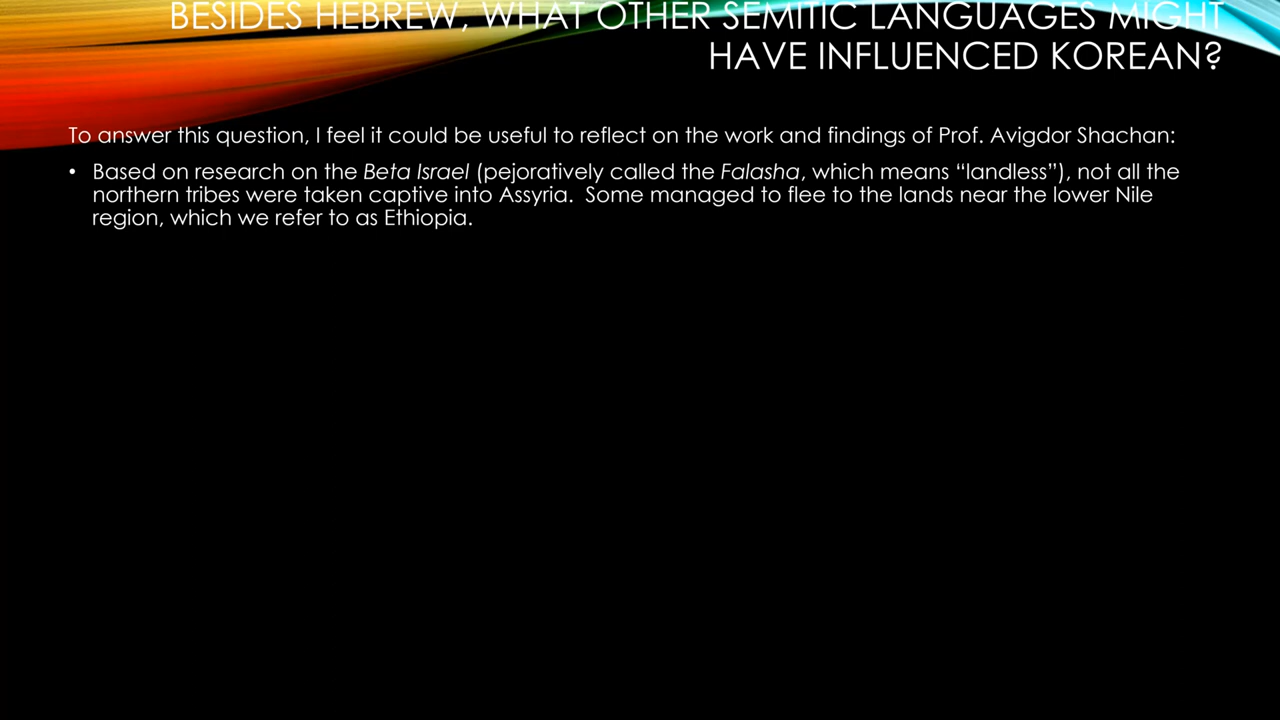 BESIDES HEBREW, WHAT OTHER SEMITIC LANGUAGES MIGHT
HAVE INFLUENCED KOREAN?
To answer this question, I feel it could be useful to reflect on the work and findings of Prof. Avigdor Shachan:
• Based on research on the Beta Israel (pejoratively called the Falasha, which means “landless”), not all the
northern tribes were taken captive into Assyria.  Some managed to flee to the lands near the lower Nile
region, which we refer to as Ethiopia.